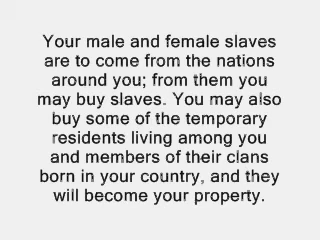 Your male and female slaves
are to come from the nations
around you; from them you
may buy slaves. You may also
buy some of the temporary
residents living among you
and members of their clans
born in your country, and they
will become your property.